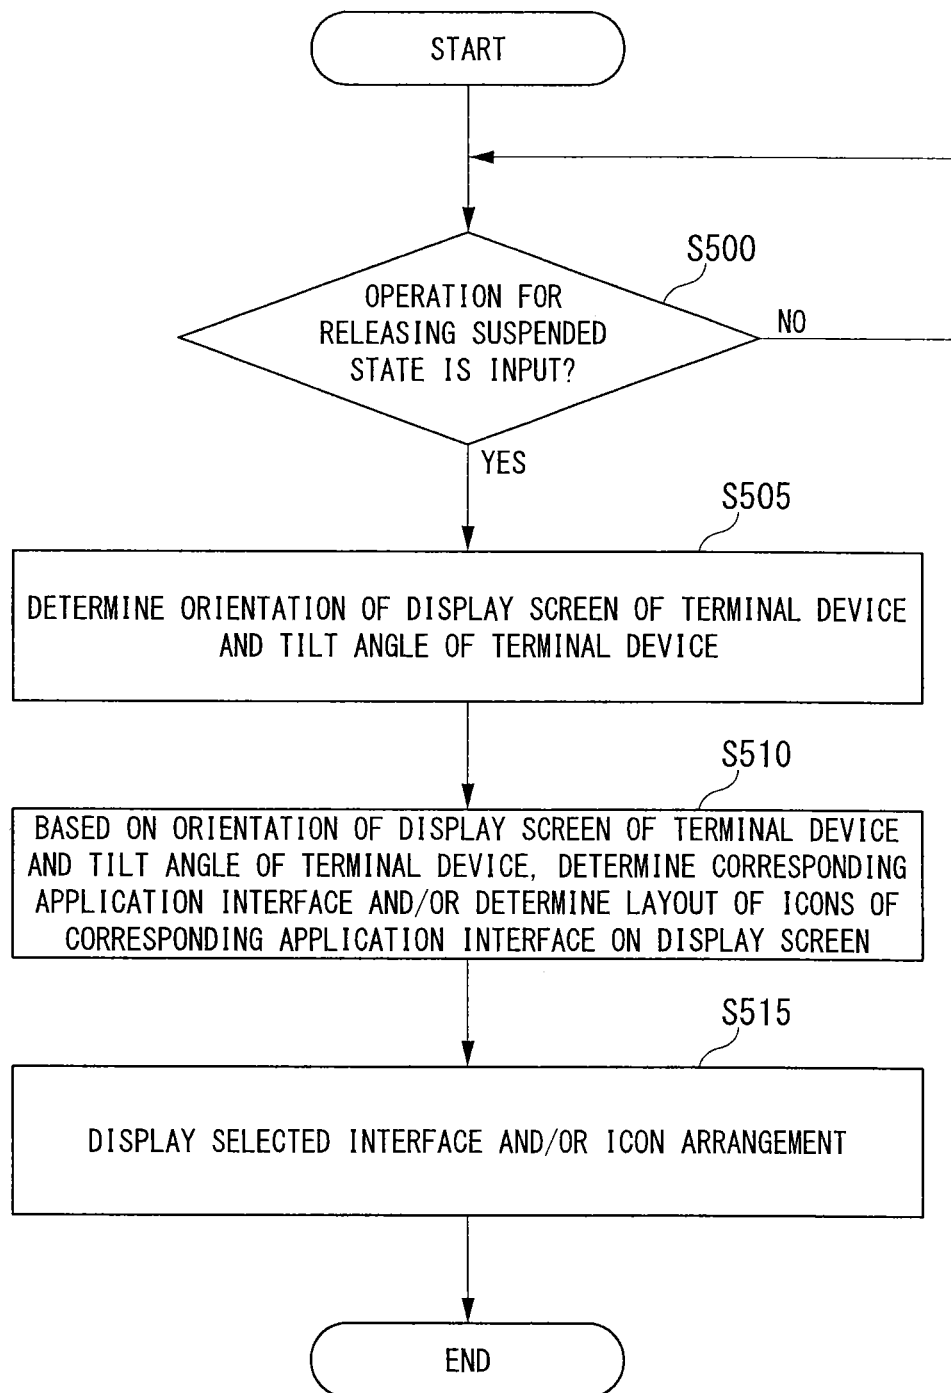 START
S500
OPERATION FOR
RELEASING SUSPENDED
STATE IS INPUT?
NO
YES
S505
DETERMINE ORIENTATION OF DISPLAY SCREEN OF TERMINAL DEVICE
AND TILT ANGLE OF TERMINAL DEVICE
S510
BASED ON ORIENTATION OF DISPLAY SCREEN OF TERMINAL DEVICE
AND TILT ANGLE OF TERMINAL DEVICE, DETERMINE CORRESPONDING
APPLICATION INTERFACE AND/OR DETERMINE LAYOUT OF ICONS OF
CORRESPONDING APPLICATION INTERFACE ON DISPLAY SCREEN
S515
DISPLAY SELECTED INTERFACE AND/OR ICON ARRANGEMENT
END